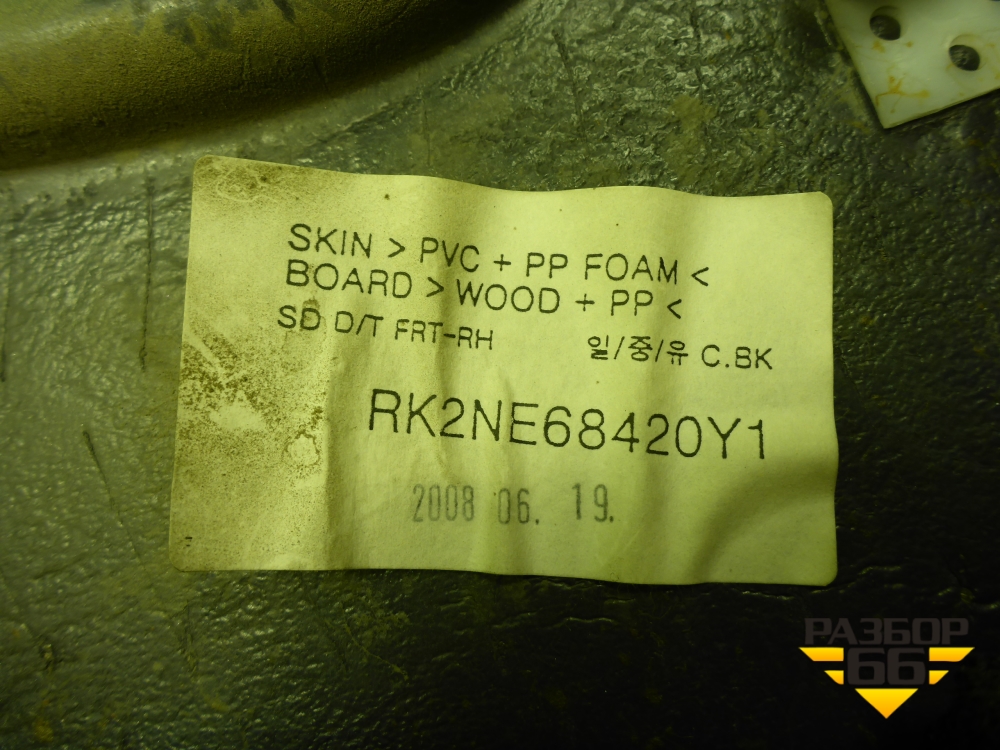 SKIN > PVC + PP FOAM <
BOARD > WOOD + PP <
SD D/T FRT-RH 일/중/유 C.BK
RK2NE68420Y1
2008 06. 19.
РАЗБОР
66